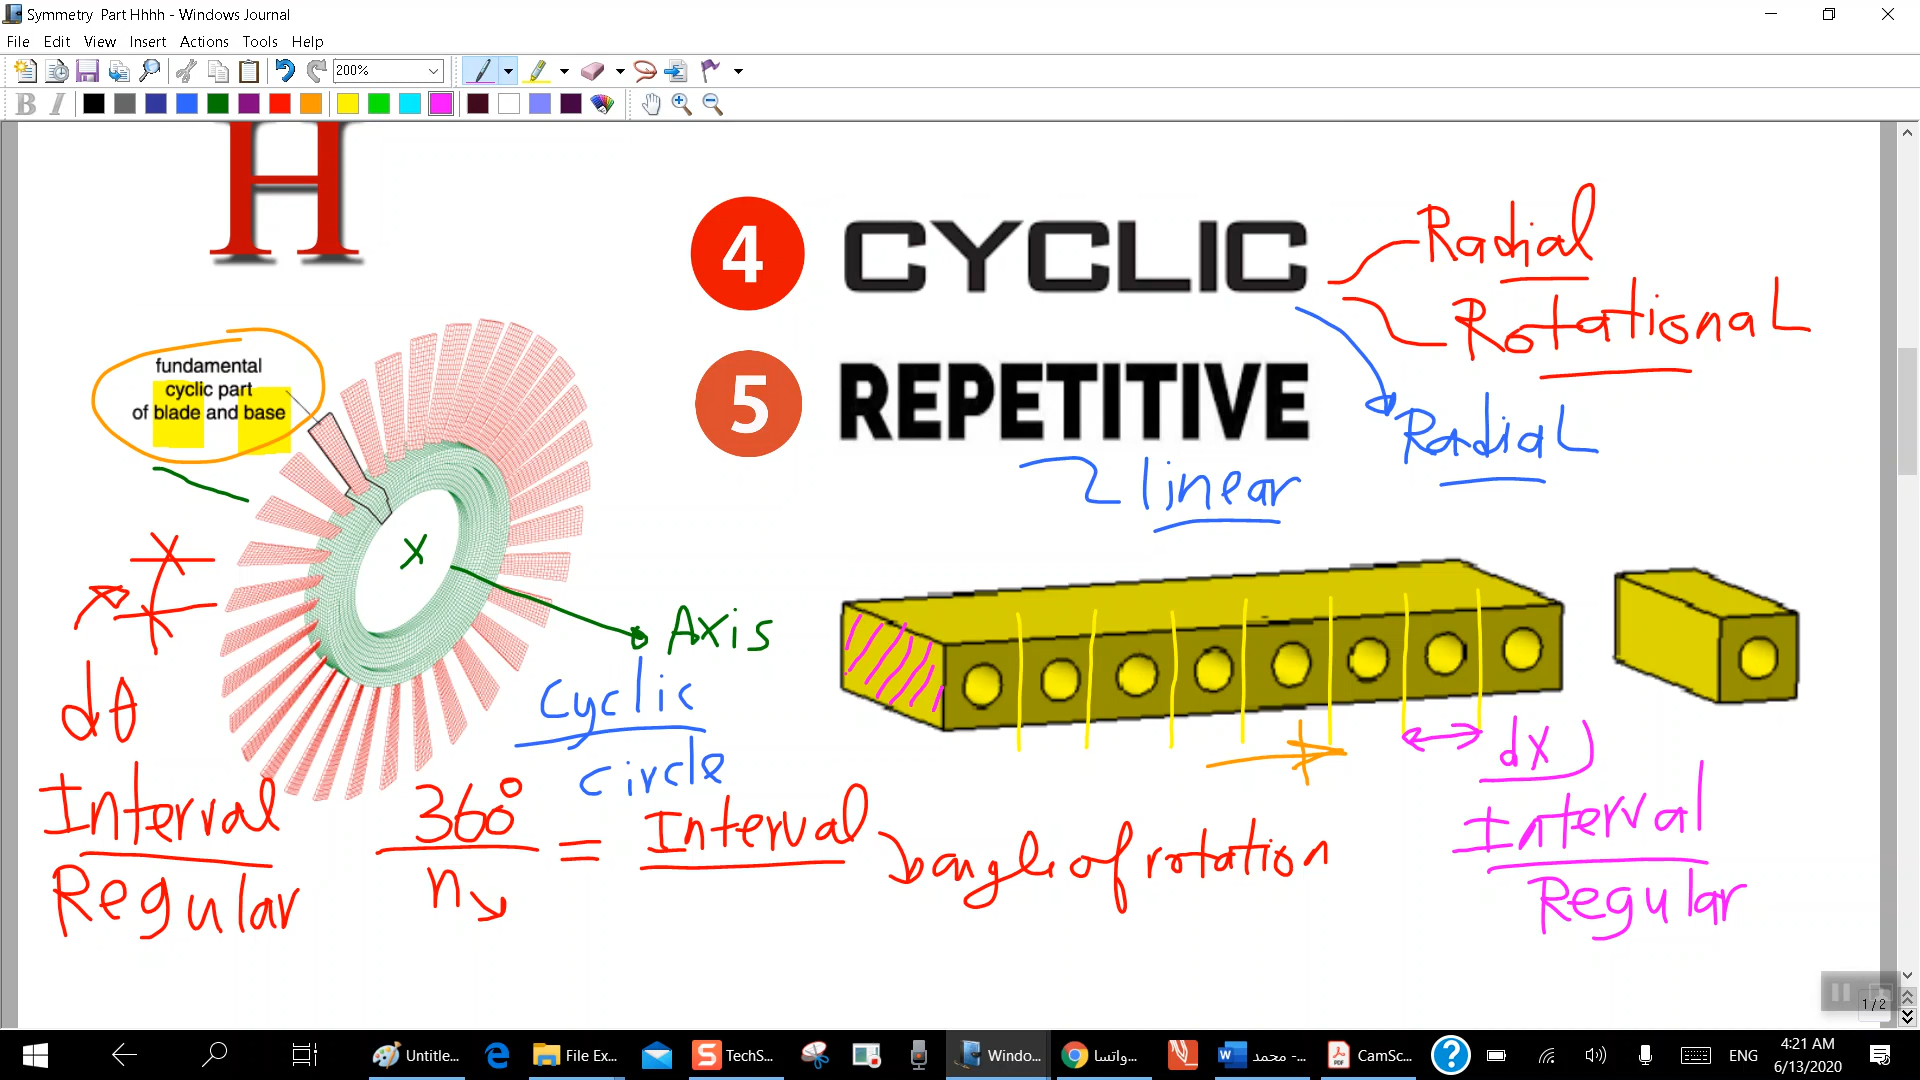 Symmetry Part Hhhh - Windows Journal
File Edit View Insert Actions Tools Help
200%
B I
H
4 CYCLIC
Radial
Rotational
5 REPETITIVE
Radial
linear
fundamental
cyclic part
of blade and base
X
Axis
dθ
Cyclic
circle
dx
Interval
Regular
360°
n
= Interval
angle of rotation
Interval
Regular
1 / 2
Untitle...
File Ex...
TechS...
Windo...
واتسا...
محمد -...
CamSc...
ENG
4:21 AM
6/13/2020